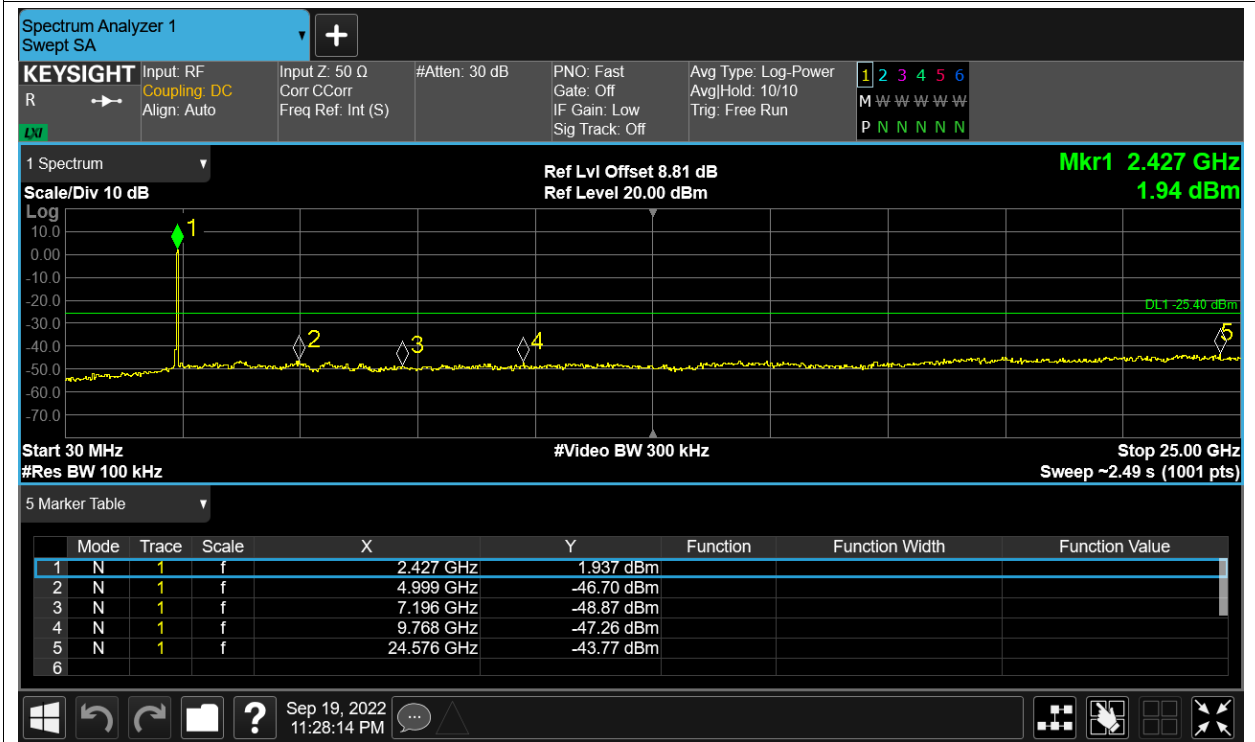 Spectrum Analyzer 1
Swept SA
KEYSIGHT
R
LXI
Input: RF
Coupling: DC
Align: Auto
Input Z: 50 Ω
Corr CCorr
Freq Ref: Int (S)
#Atten: 30 dB
PNO: Fast
Gate: Off
IF Gain: Low
Sig Track: Off
Avg Type: Log-Power
Avg|Hold: 10/10
Trig: Free Run
1 2 3 4 5 6
M W W W W W
P N N N N N
1 Spectrum
Scale/Div 10 dB
Ref Lvl Offset 8.81 dB
Ref Level 20.00 dBm
Mkr1 2.427 GHz
1.94 dBm
Log
10.0
0.00
-10.0
-20.0
-30.0
-40.0
-50.0
-60.0
-70.0
1
2
3
4
5
DL1 -25.40 dBm
Start 30 MHz
#Res BW 100 kHz
#Video BW 300 kHz
Stop 25.00 GHz
Sweep ~2.49 s (1001 pts)
5 Marker Table
Mode Trace Scale X Y Function Function Width Function Value
1 N 1 f 2.427 GHz 1.937 dBm
2 N 1 f 4.999 GHz -46.70 dBm
3 N 1 f 7.196 GHz -48.87 dBm
4 N 1 f 9.768 GHz -47.26 dBm
5 N 1 f 24.576 GHz -43.77 dBm
6
?
Sep 19, 2022
11:28:14 PM